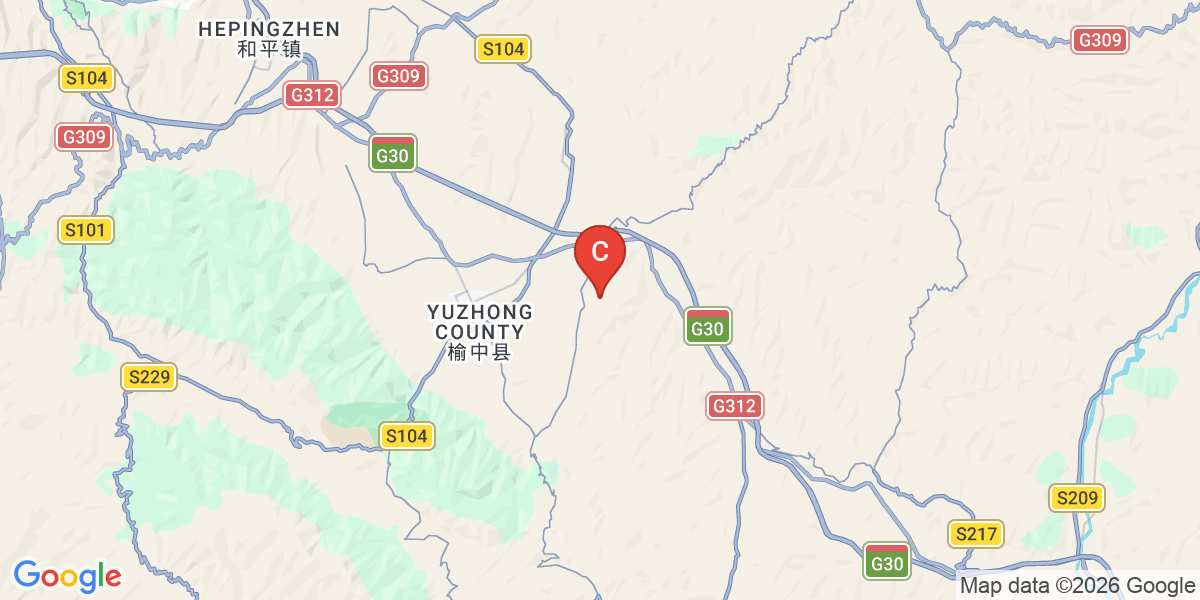 HEPINGZHEN
和平镇
S104
G309
S104
G309
G312
G309
G30
S101
C
YUZHONG
COUNTY
榆中县
G30
S229
G312
S104
S209
S217
G30
Google
Map data ©2026 Google